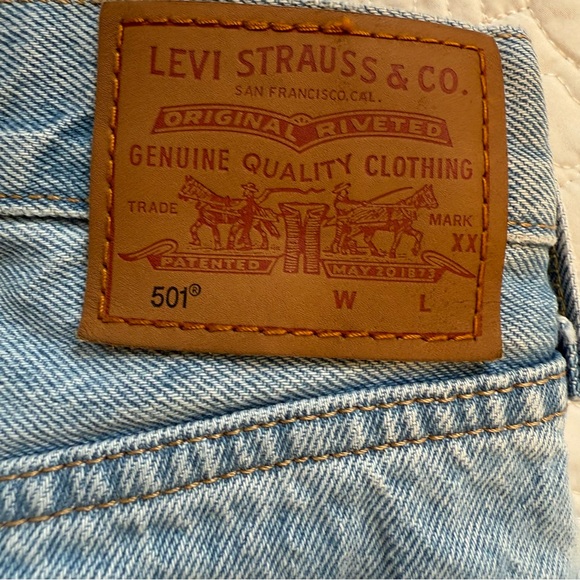 LEVI STRAUSS & CO.
SAN FRANCISCO, CAL.
ORIGINAL RIVETED
GENUINE QUALITY CLOTHING
TRADE MARK
XX
PATENTED MAY 20 1873
501® W L